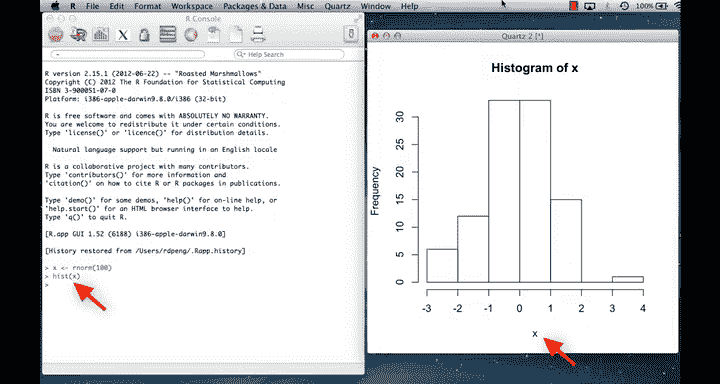 R File Edit Format Workspace Packages & Data Misc Quartz Window Help 100%
R Console
Help Search
R version 2.15.1 (2012-06-22) -- "Roasted Marshmallows"
Copyright (C) 2012 The R Foundation for Statistical Computing
ISBN 3-900051-07-0
Platform: i386-apple-darwin9.8.0/i386 (32-bit)
R is free software and comes with ABSOLUTELY NO WARRANTY.
You are welcome to redistribute it under certain conditions.
Type 'license()' or 'licence()' for distribution details.
Natural language support but running in an English locale
R is a collaborative project with many contributors.
Type 'contributors()' for more information and
'citation()' on how to cite R or R packages in publications.
Type 'demo()' for some demos, 'help()' for on-line help, or
'help.start()' for an HTML browser interface to help.
Type 'q()' to quit R.
[R.app GUI 1.52 (6188) i386-apple-darwin9.8.0]
[History restored from /Users/rdpeng/.Rapp.history]
> x <- rnorm(100)
> hist(x)
>
Quartz 2 [*]
Histogram of x
Frequency
30
25
20
15
10
5
0
-3 -2 -1 0 1 2 3 4
x